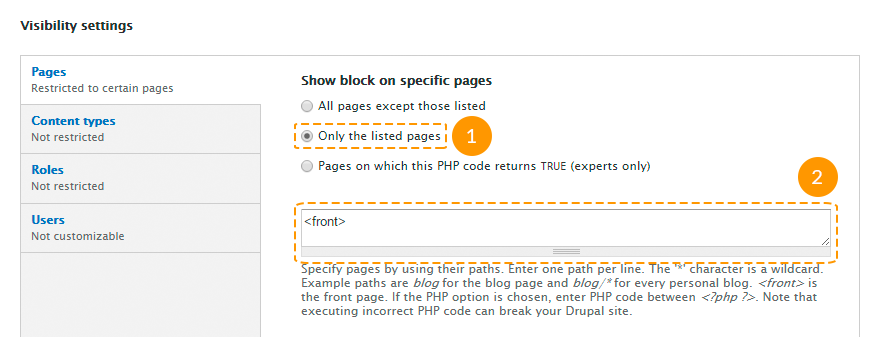 Visibility settings
Pages
Restricted to certain pages
Content types
Not restricted
Roles
Not restricted
Users
Not customizable
Show block on specific pages
All pages except those listed
Only the listed pages
1
Pages on which this PHP code returns TRUE (experts only)
2
<front>
Specify pages by using their paths. Enter one path per line. The '*' character is a wildcard.
Example paths are blog for the blog page and blog/* for every personal blog. <front> is
the front page. If the PHP option is chosen, enter PHP code between <?php ?>. Note that
executing incorrect PHP code can break your Drupal site.